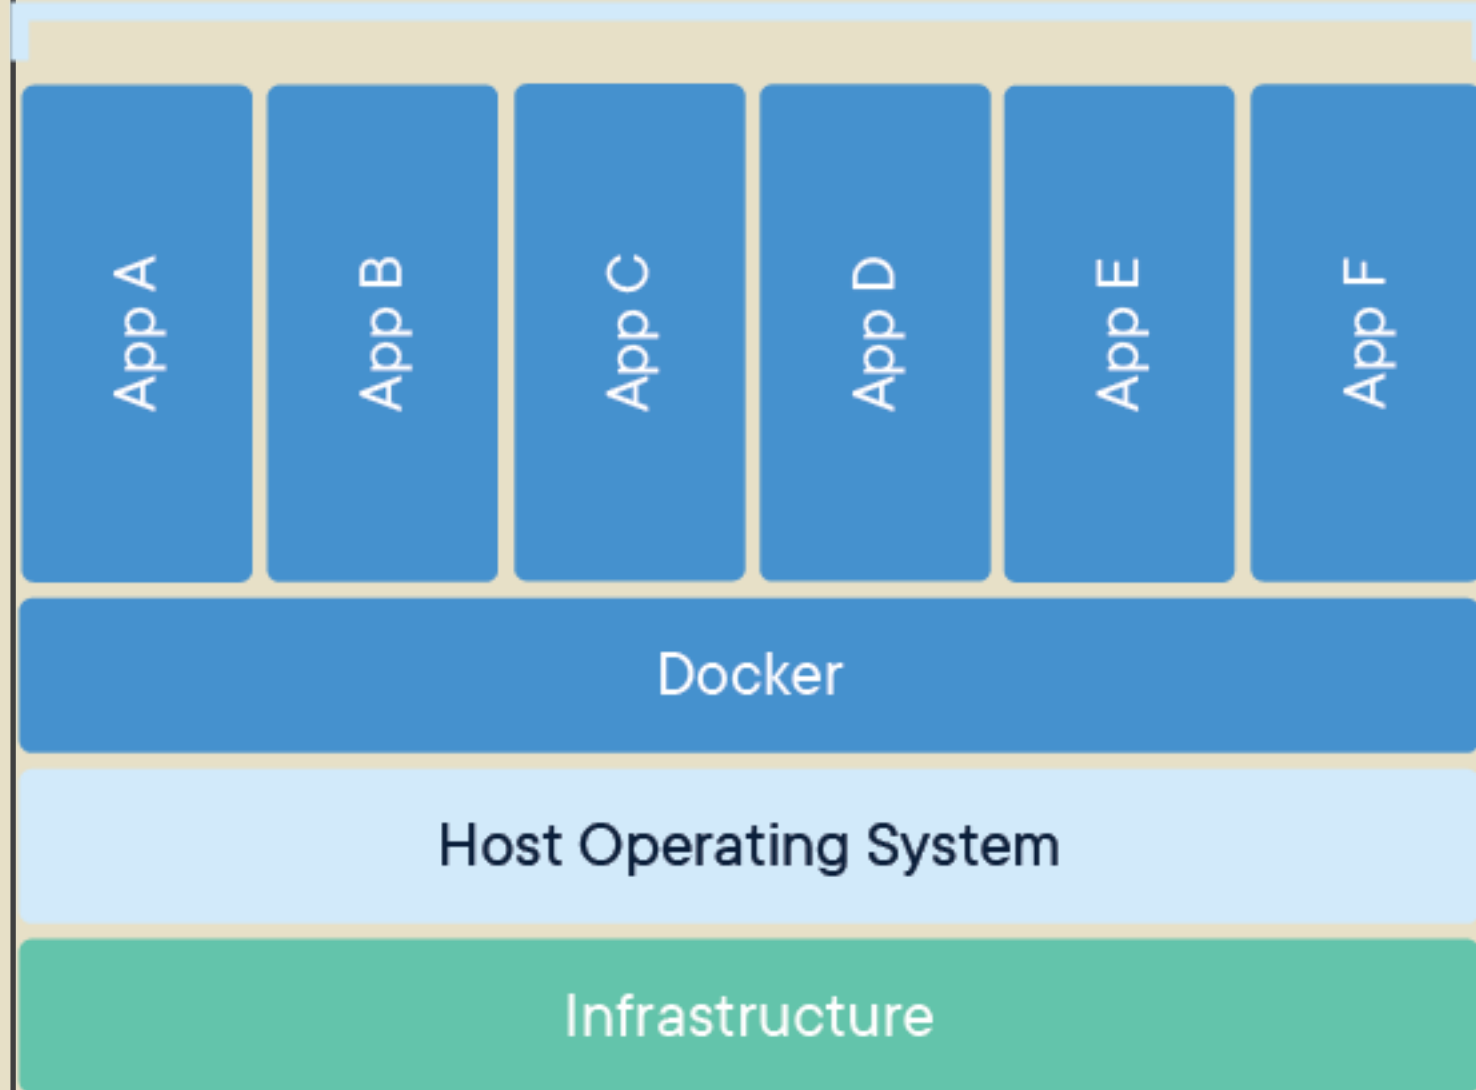 App A
App B
App C
App D
App E
App F
Docker
Host Operating System
Infrastructure